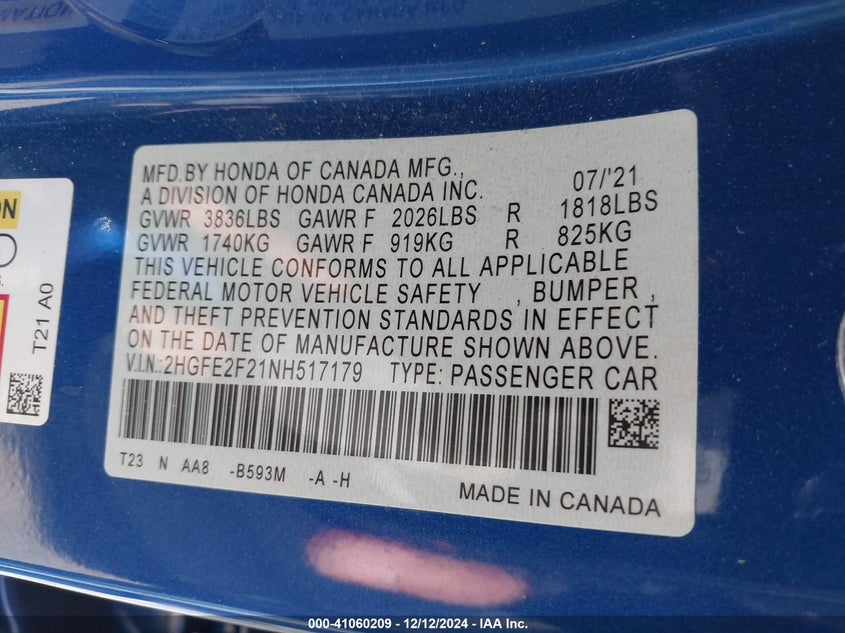 MFD.BY HONDA OF CANADA MFG.,
A DIVISION OF HONDA CANADA INC. 07/'21
GVWR 3836LBS GAWR F 2026LBS R 1818LBS
GVWR 1740KG GAWR F 919KG R 825KG
THIS VEHICLE CONFORMS TO ALL APPLICABLE
FEDERAL MOTOR VEHICLE SAFETY , BUMPER ,
AND THEFT PREVENTION STANDARDS IN EFFECT
ON THE DATE OF MANUFACTURE SHOWN ABOVE.
V.I.N.:2HGFE2F21NH517179 TYPE: PASSENGER CAR
T23 N AA8 -B593M -A -H
MADE IN CANADA
T21 A0
000-41060209 - 12/12/2024 - IAA Inc.